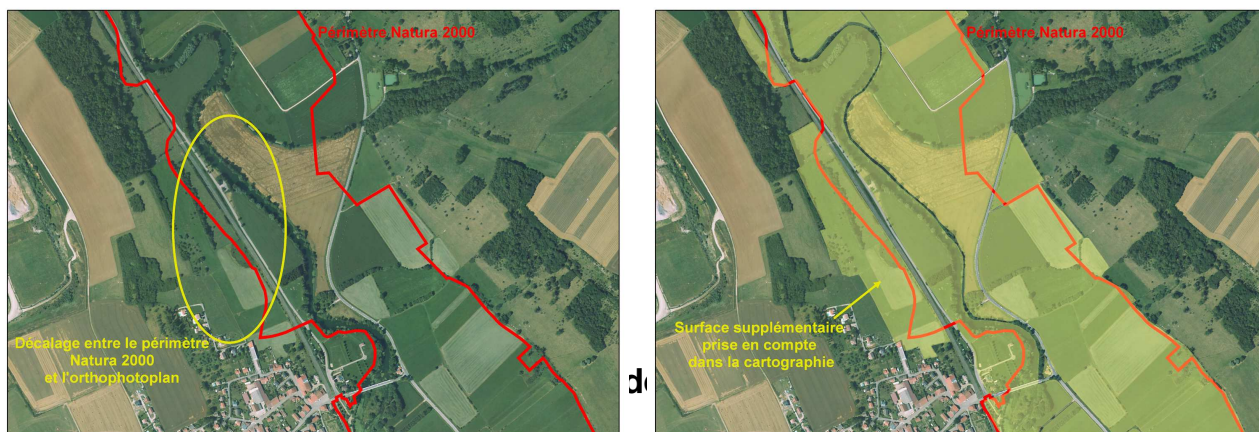 Périmètre Natura 2000
Décalage entre le périmètre
Natura 2000
et l'orthophotoplan
Périmètre Natura 2000
Surface supplémentaire
prise en compte
dans la cartographie